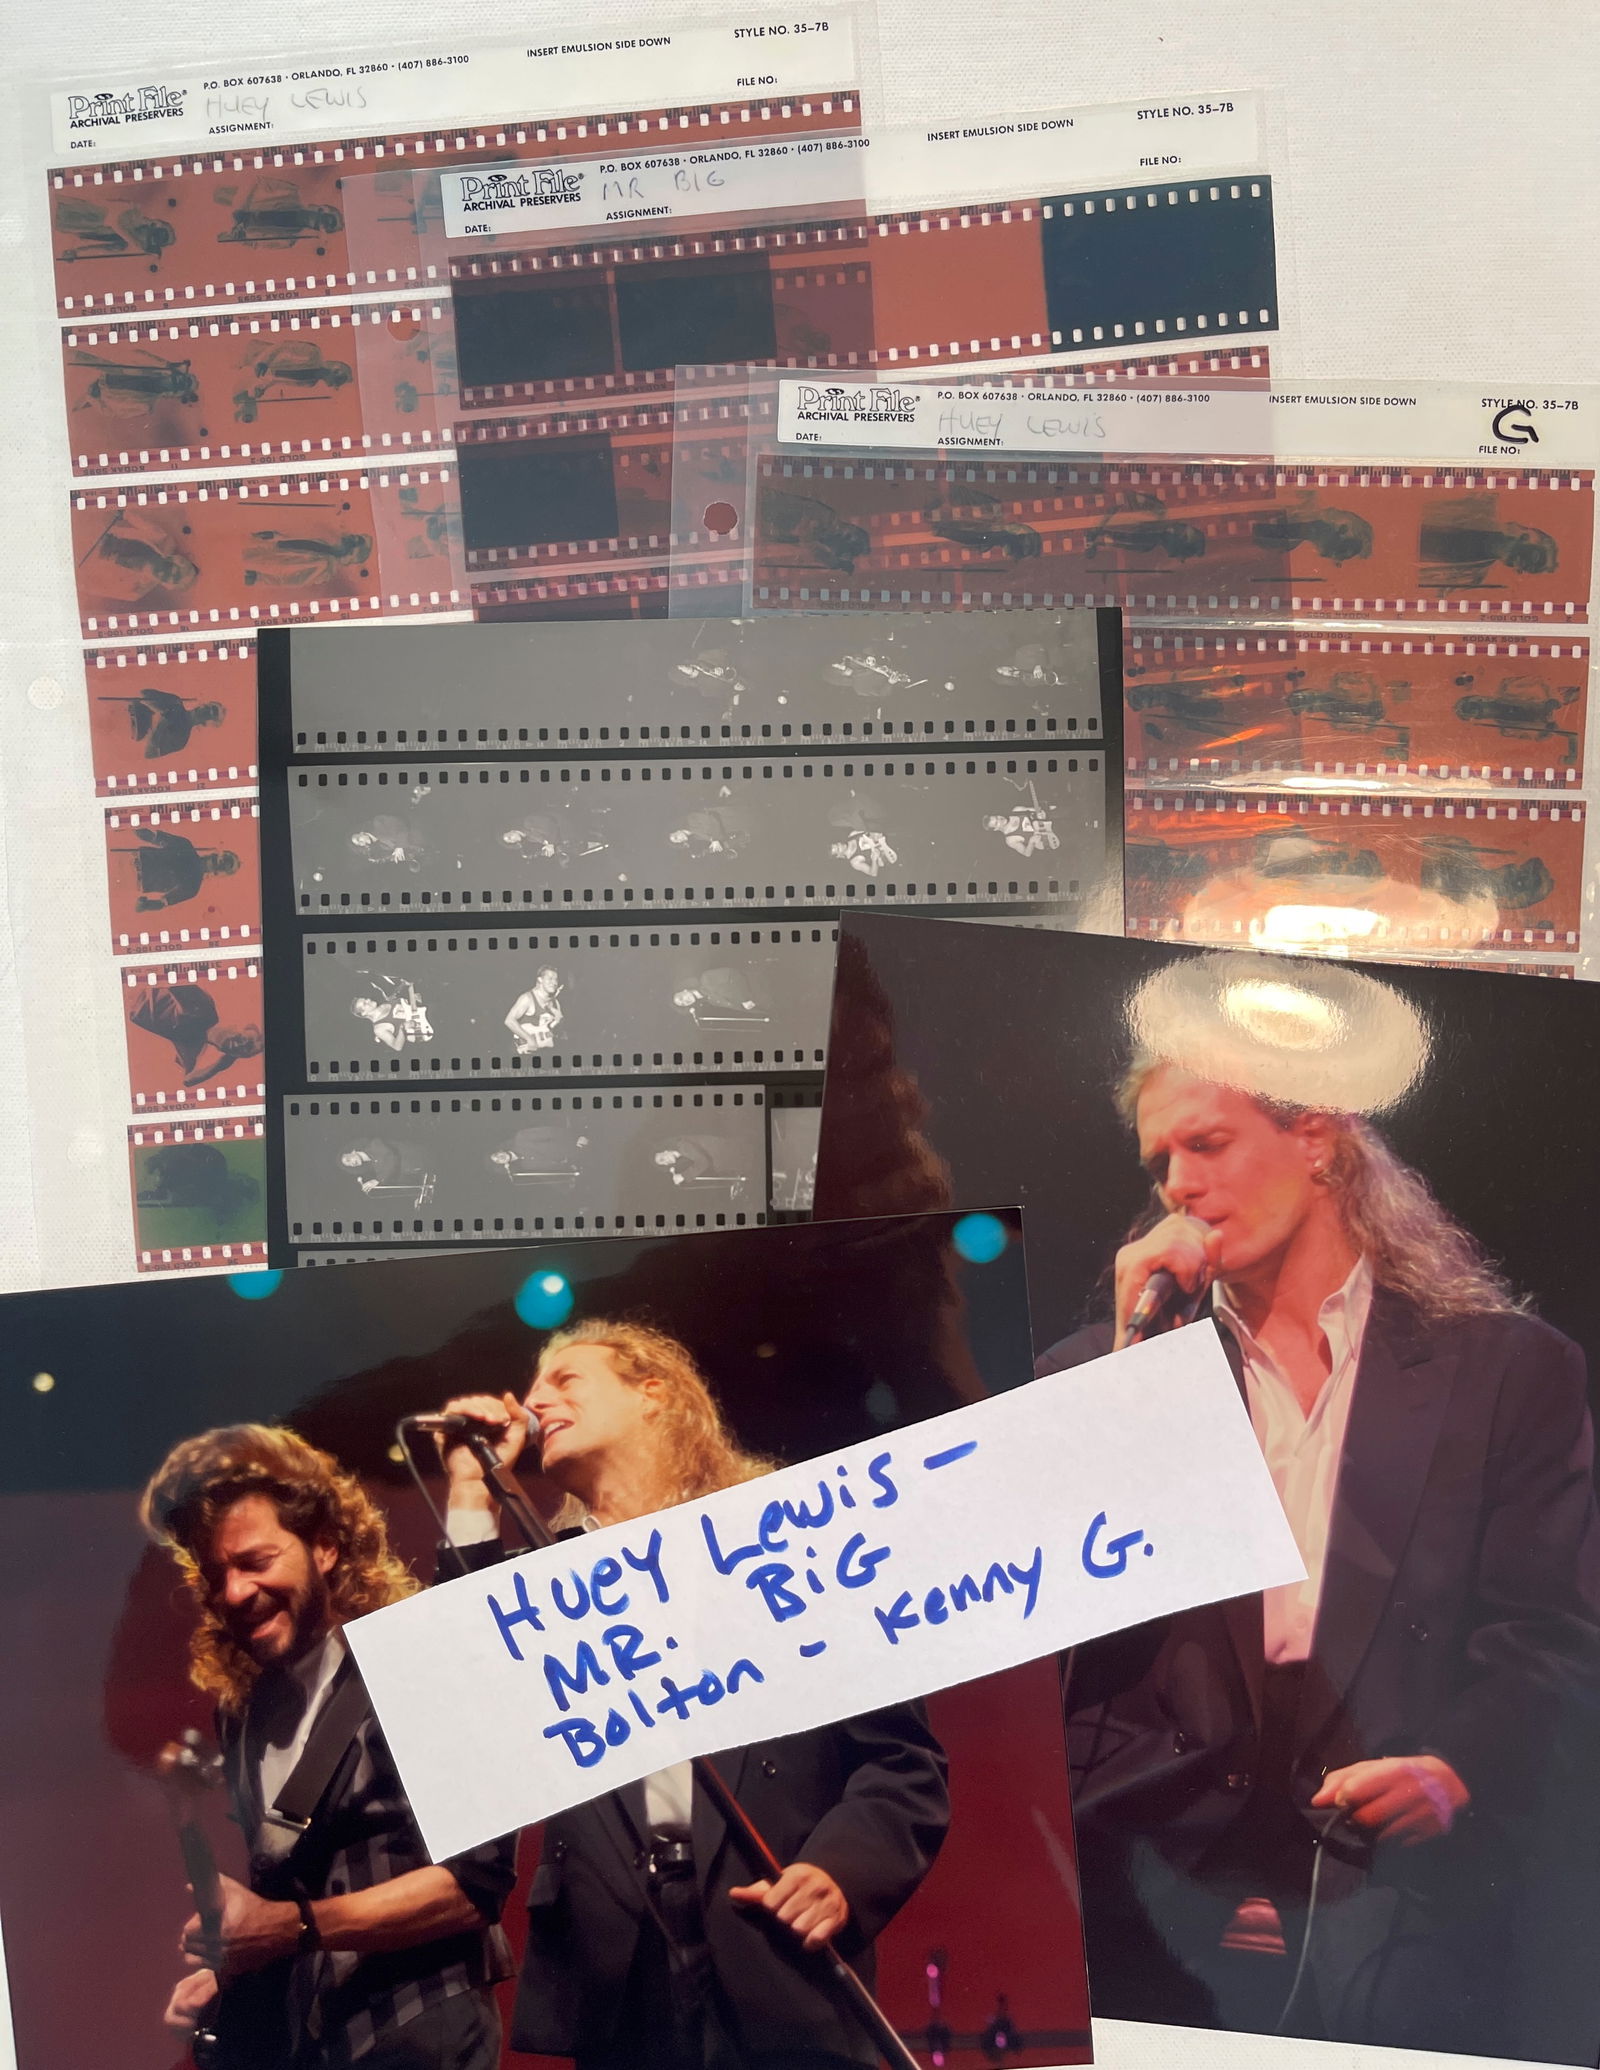 STYLE NO. 35-7B
INSERT EMULSION SIDE DOWN
P.O. BOX 607638 · ORLANDO, FL 32860 · (407) 886-3100
Print File®
ARCHIVAL PRESERVERS
HUEY LEWIS
FILE NO:
ASSIGNMENT:
DATE:
STYLE NO. 35-7B
INSERT EMULSION SIDE DOWN
P.O. BOX 607638 · ORLANDO, FL 32860 · (407) 886-3100
Print File®
ARCHIVAL PRESERVERS
MR BIG
FILE NO:
ASSIGNMENT:
DATE:
P.O. BOX 607638 · ORLANDO, FL 32860 · (407) 886-3100
INSERT EMULSION SIDE DOWN
STYLE NO. 35-7B
Print File®
ARCHIVAL PRESERVERS
HUEY LEWIS
G
FILE NO:
ASSIGNMENT:
DATE:
KODAK 5095
GOLD 100-2
11
KODAK 5095
HUEY LEWIS -
MR. BIG
Bolton - Kenny G.